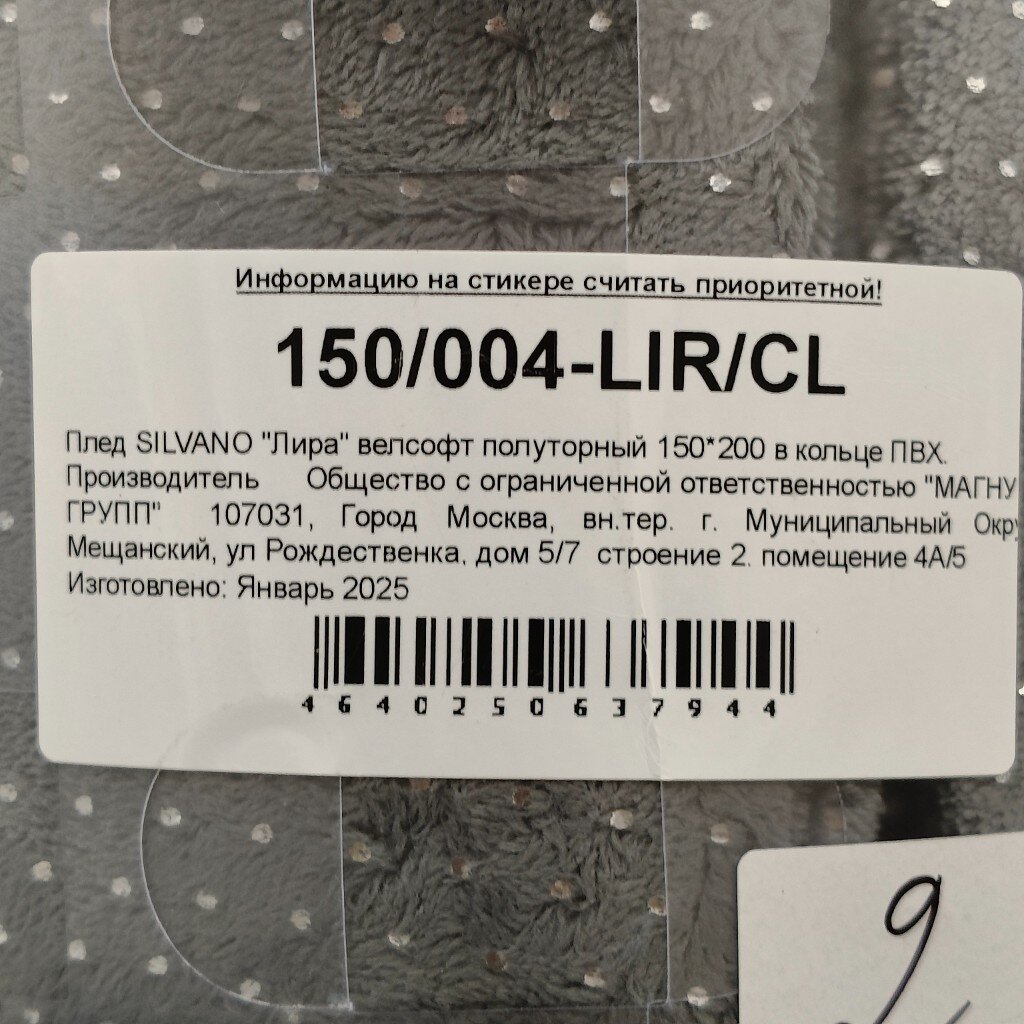 Информацию на стикере считать приоритетной!
150/004-LIR/CL
Плед SILVANO "Лира" велсофт полуторный 150*200 в кольце ПВХ.
Производитель Общество с ограниченной ответственностью "МАГНУ
ГРУПП" 107031, Город Москва, вн.тер. г. Муниципальный Окру
Мещанский, ул Рождественка, дом 5/7 строение 2, помещение 4А/5
Изготовлено: Январь 2025
4640250637944
9